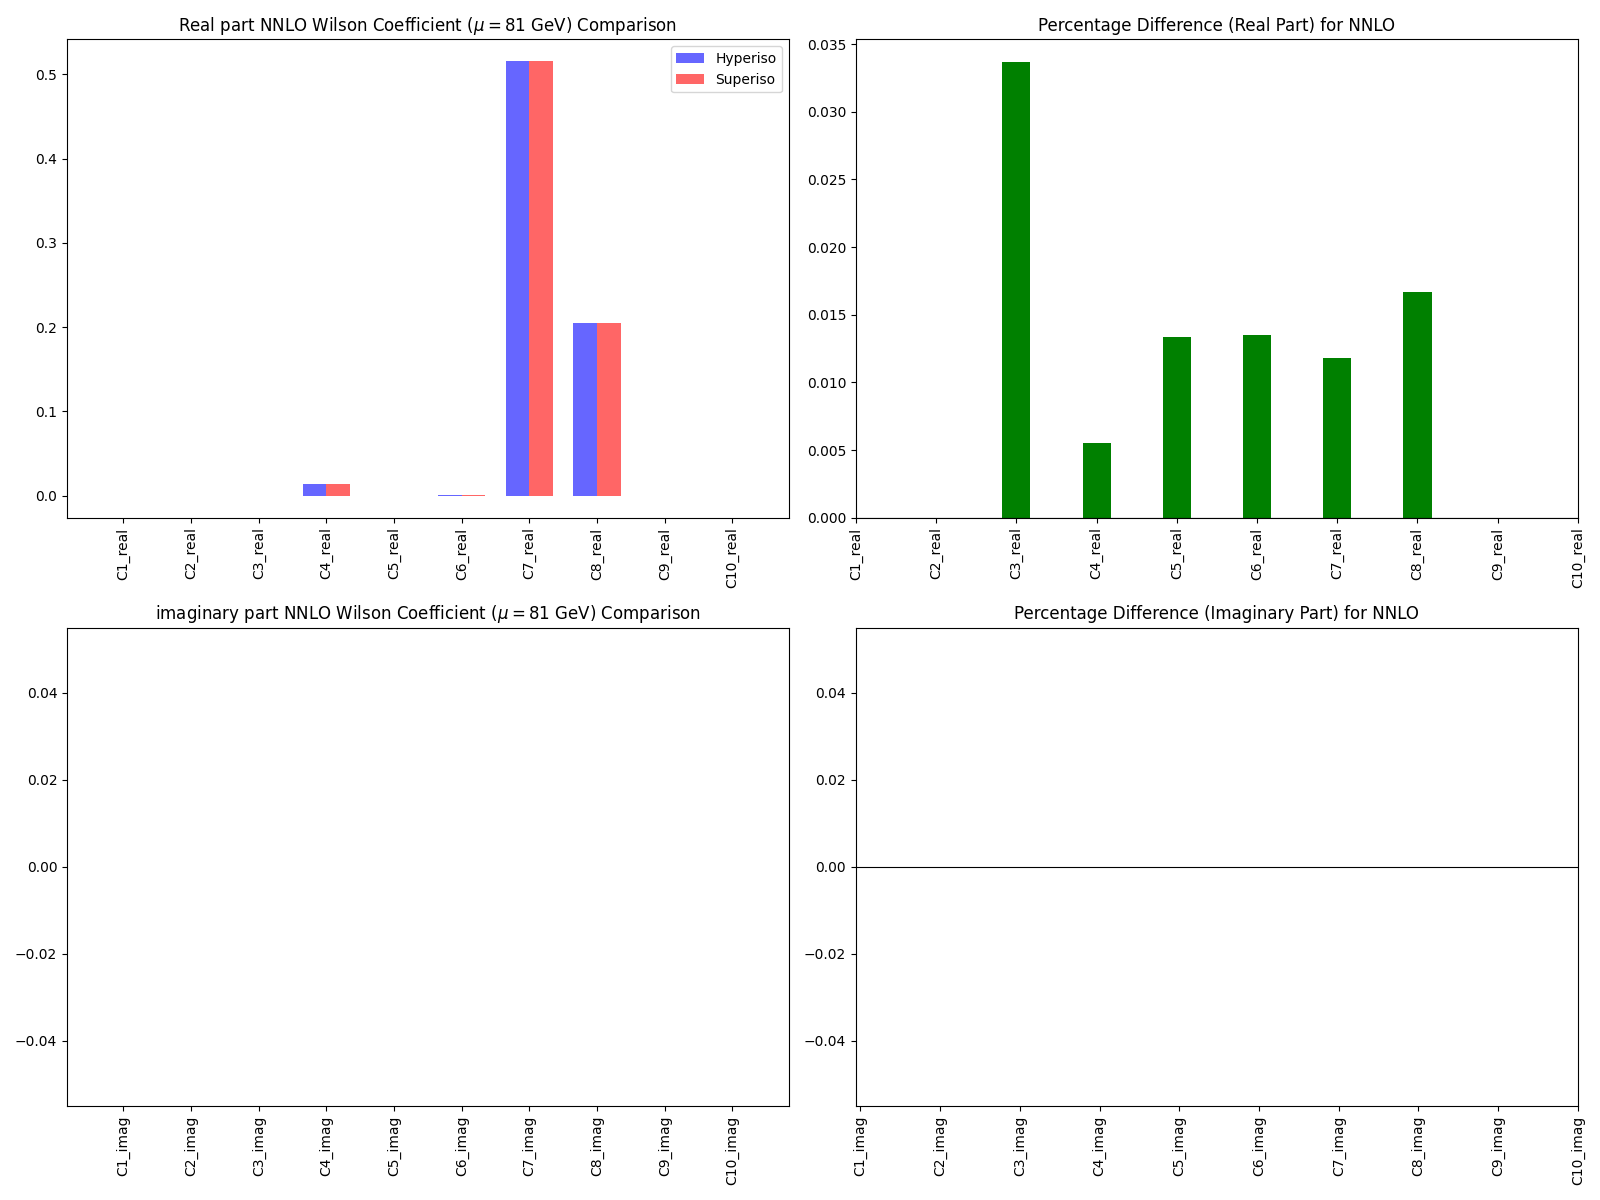 Real part NNLO Wilson Coefficient (μ = 81 GeV) Comparison
Hyperiso
Superiso
0.5
0.4
0.3
0.2
0.1
0.0
C1_real
C2_real
C3_real
C4_real
C5_real
C6_real
C7_real
C8_real
C9_real
C10_real
Percentage Difference (Real Part) for NNLO
0.035
0.030
0.025
0.020
0.015
0.010
0.005
0.000
C1_real
C2_real
C3_real
C4_real
C5_real
C6_real
C7_real
C8_real
C9_real
C10_real
imaginary part NNLO Wilson Coefficient (μ = 81 GeV) Comparison
0.04
0.02
0.00
−0.02
−0.04
C1_imag
C2_imag
C3_imag
C4_imag
C5_imag
C6_imag
C7_imag
C8_imag
C9_imag
C10_imag
Percentage Difference (Imaginary Part) for NNLO
0.04
0.02
0.00
−0.02
−0.04
C1_imag
C2_imag
C3_imag
C4_imag
C5_imag
C6_imag
C7_imag
C8_imag
C9_imag
C10_imag